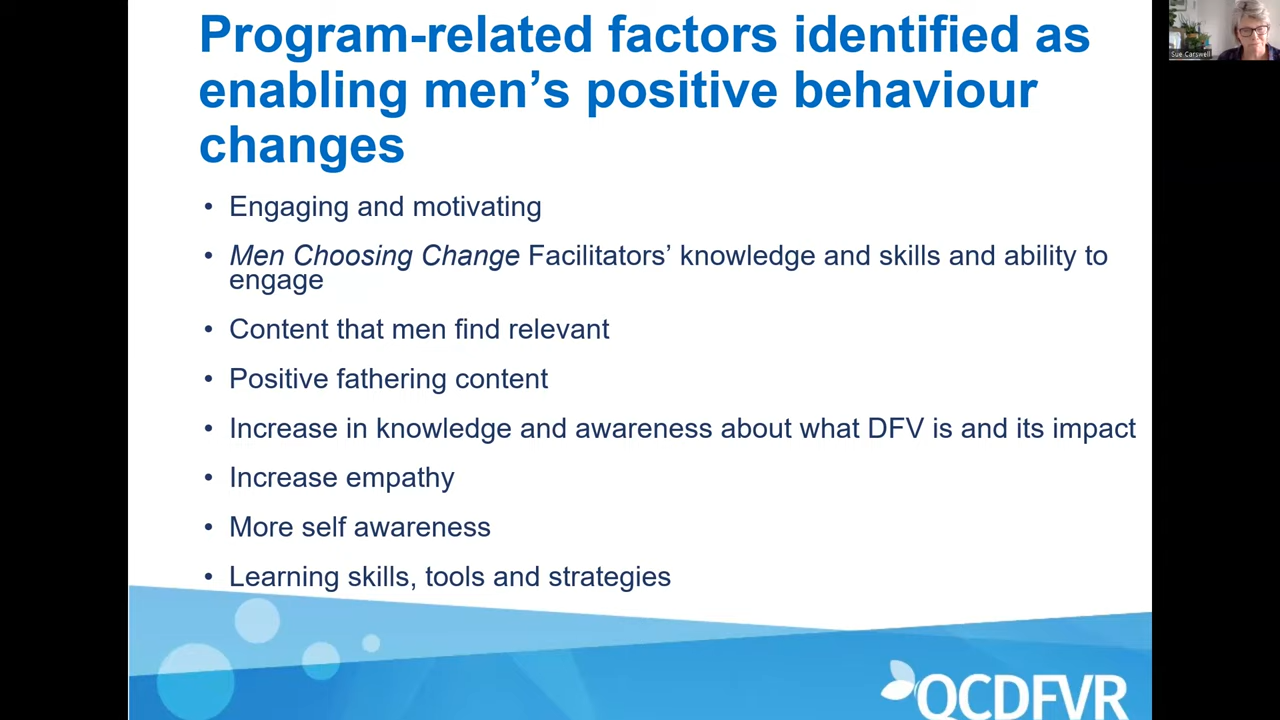 Program-related factors identified as
enabling men’s positive behaviour
changes
• Engaging and motivating
• Men Choosing Change Facilitators’ knowledge and skills and ability to
engage
• Content that men find relevant
• Positive fathering content
• Increase in knowledge and awareness about what DFV is and its impact
• Increase empathy
• More self awareness
• Learning skills, tools and strategies
QCDFVR
Sue Carswell